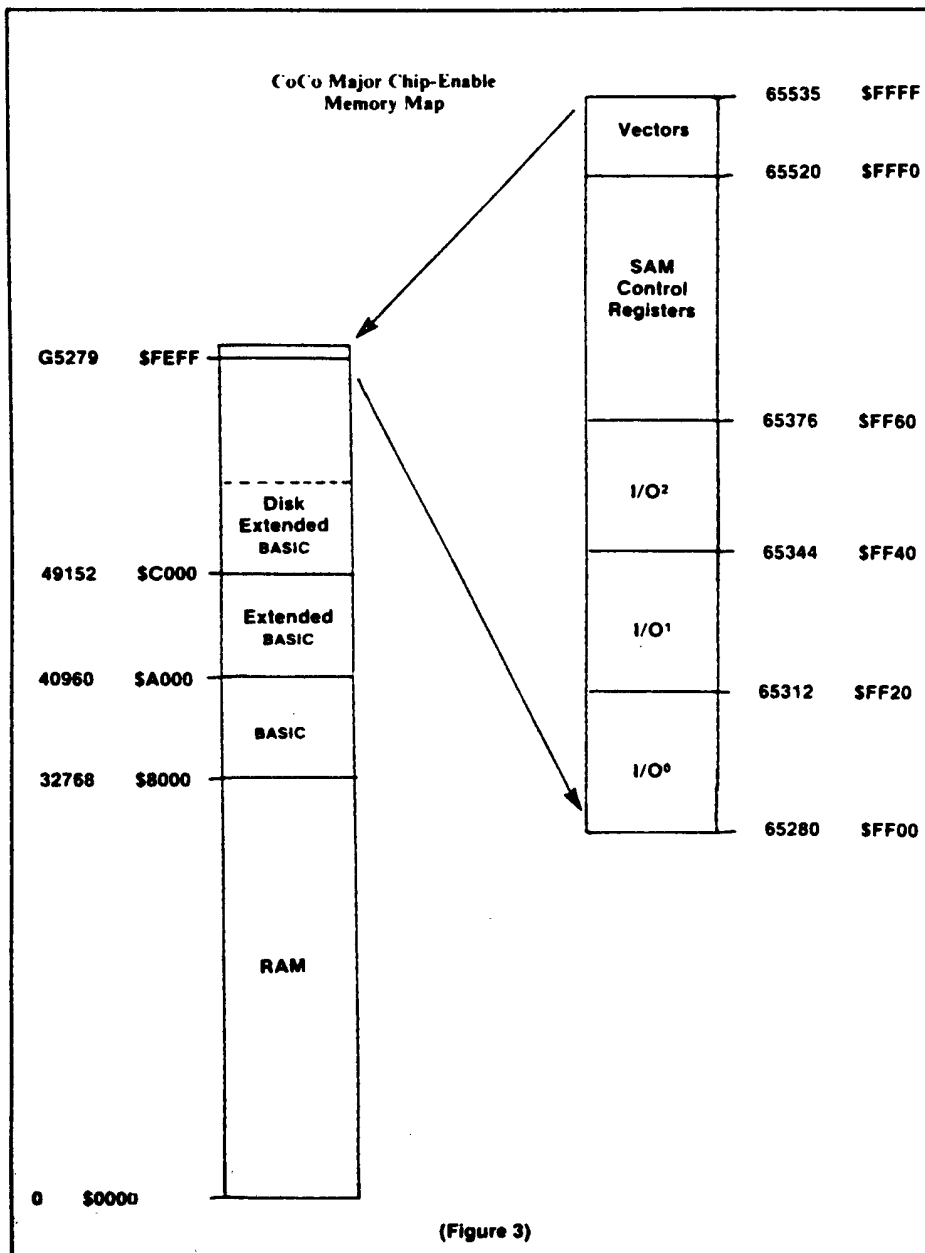 CoCo Major Chip-Enable
Memory Map
65535 $FFFF
Vectors
65520 $FFF0
SAM
Control
Registers
G5279 $FEFF
65376 $FF60
I/O²
Disk
Extended
BASIC
65344 $FF40
49152 $C000
Extended
BASIC
I/O¹
40960 $A000
65312 $FF20
BASIC
I/O⁰
32768 $8000
65280 $FF00
RAM
0 $0000
(Figure 3)